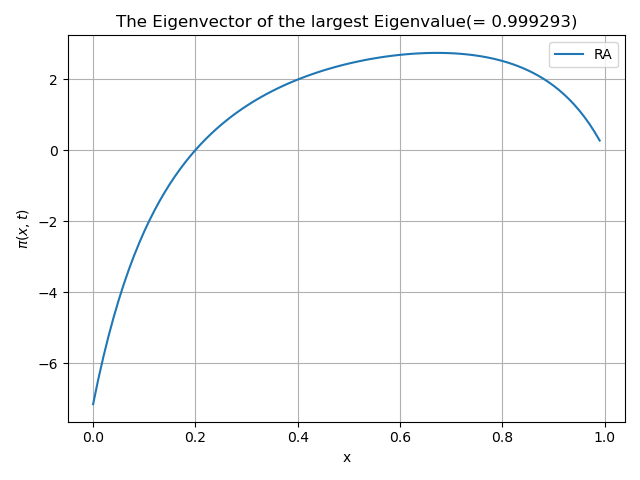 The Eigenvector of the largest Eigenvalue(= 0.999293)
RA
2
0
−2
−4
−6
π(x, t)
0.0 0.2 0.4 0.6 0.8 1.0
x